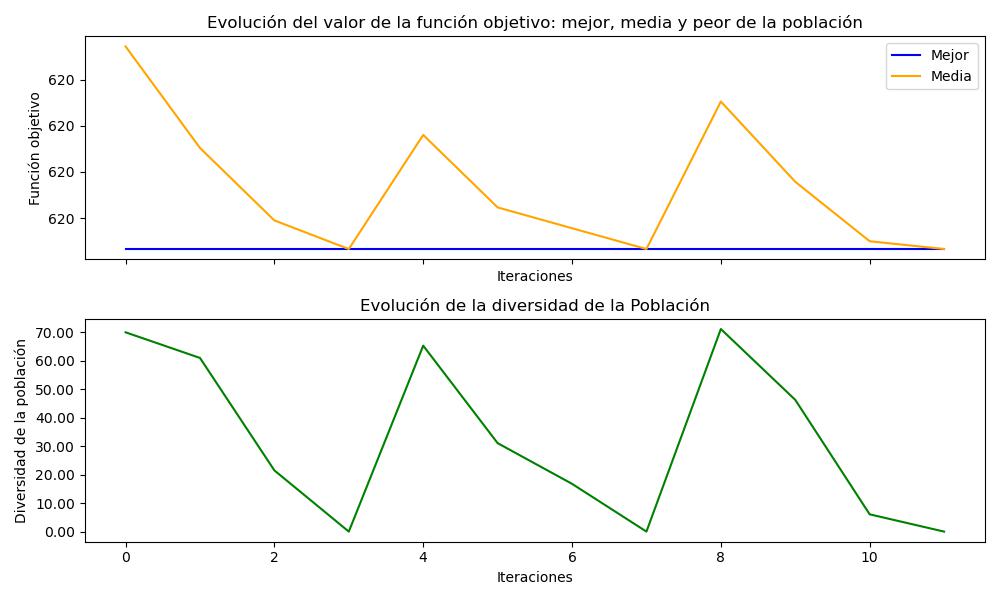 Evolución del valor de la función objetivo: mejor, media y peor de la población
Mejor
Media
620
620
620
620
Función objetivo
Iteraciones
Evolución de la diversidad de la Población
70.00
60.00
50.00
40.00
30.00
20.00
10.00
0.00
Diversidad de la población
0 2 4 6 8 10
Iteraciones